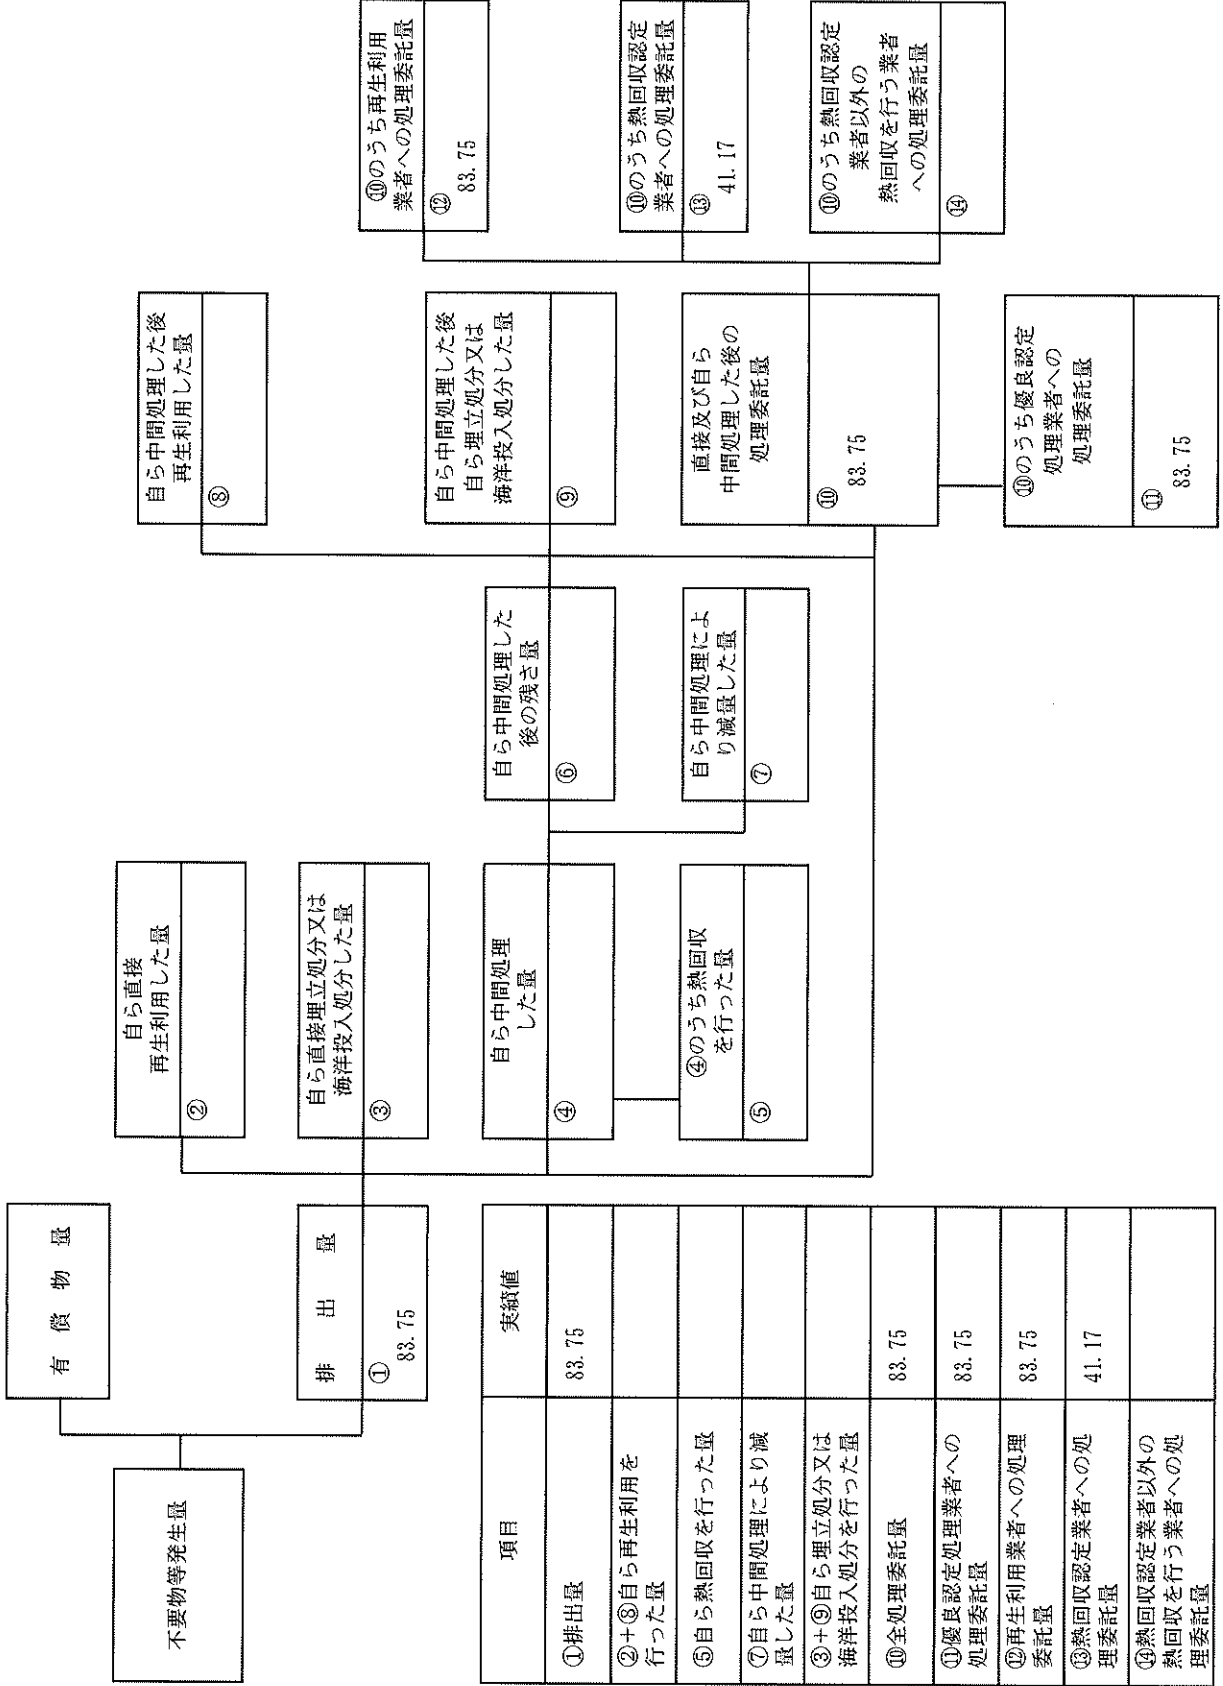 不要物等発生量
有 償 物 量
排 出 量
①
83.75
自ら直接
再生利用した量
②
自ら直接埋立処分又は
海洋投入処分した量
③
自ら中間処理
した量
④
④のうち熱回収
を行った量
⑤
自ら中間処理した
後の残さ量
⑥
自ら中間処理によ
り減量した量
⑦
自ら中間処理した後
再生利用した量
⑧
自ら中間処理した後
自ら埋立処分又は
海洋投入処分した量
⑨
直接及び自ら
中間処理した後の
処理委託量
⑩
83.75
⑩のうち優良認定
処理業者への
処理委託量
⑪
83.75
⑩のうち再生利用
業者への処理委託量
⑫
83.75
⑩のうち熱回収認定
業者への処理委託量
⑬
41.17
⑩のうち熱回収認定
業者以外の
熱回収を行う業者
への処理委託量
⑭
項目 実績値
①排出量 83.75
②+⑧自ら再生利用を
行った量
⑤自ら熱回収を行った量
⑦自ら中間処理により減
量した量
③+⑨自ら埋立処分又は
海洋投入処分を行った量
⑩全処理委託量 83.75
⑪優良認定処理業者への
処理委託量 83.75
⑫再生利用業者への処理
委託量 83.75
⑬熱回収認定業者への処
理委託量 41.17
⑭熱回収認定業者以外の
熱回収を行う業者への処
理委託量